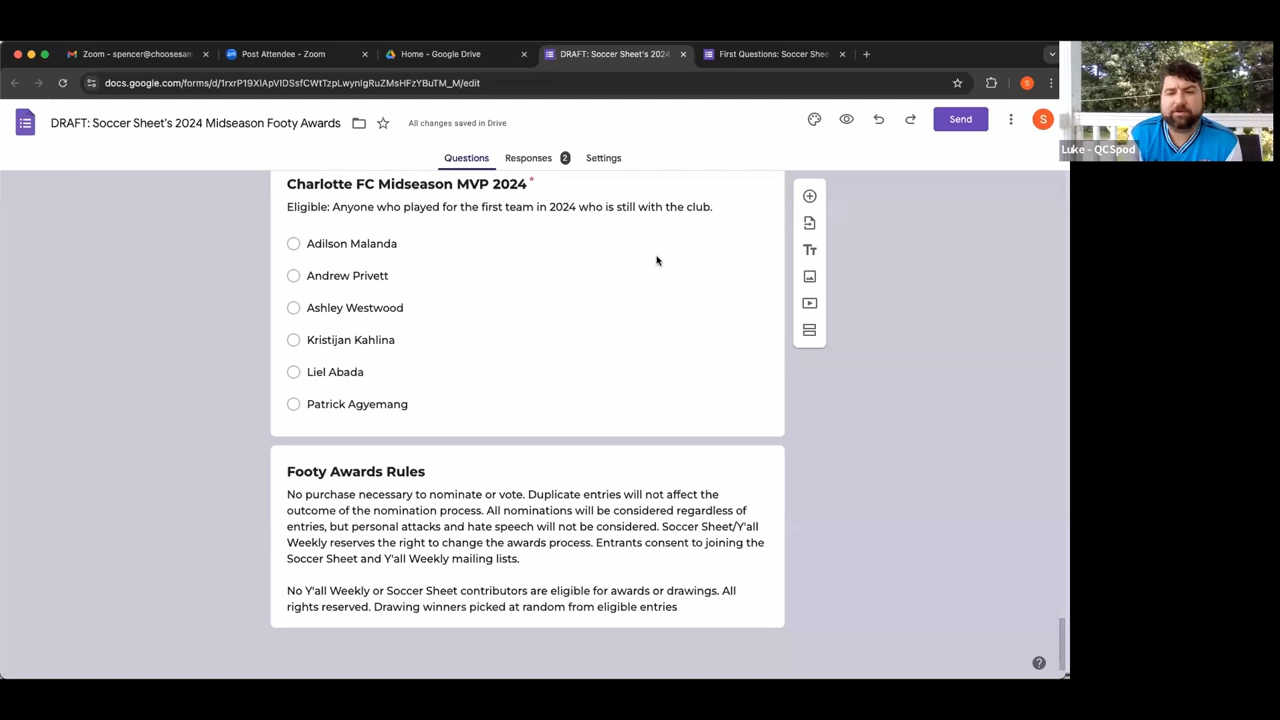 Zoom - spencer@choosesam
Post Attendee - Zoom
Home - Google Drive
DRAFT: Soccer Sheet's 2024
First Questions: Soccer Shee
docs.google.com/forms/d/1rxrP19XlApVIDSsfCWtTzpLwynIgRuZMsHFzYBuTM_M/edit
S
DRAFT: Soccer Sheet's 2024 Midseason Footy Awards
All changes saved in Drive
Send
S
Luke - QCSpod
Questions
Responses 2
Settings
Charlotte FC Midseason MVP 2024 *
Eligible: Anyone who played for the first team in 2024 who is still with the club.
Adilson Malanda
Andrew Privett
Ashley Westwood
Kristijan Kahlina
Liel Abada
Patrick Agyemang
Tт
Footy Awards Rules
No purchase necessary to nominate or vote. Duplicate entries will not affect the
outcome of the nomination process. All nominations will be considered regardless of
entries, but personal attacks and hate speech will not be considered. Soccer Sheet/Y'all
Weekly reserves the right to change the awards process. Entrants consent to joining the
Soccer Sheet and Y'all Weekly mailing lists.
No Y'all Weekly or Soccer Sheet contributors are eligible for awards or drawings. All
rights reserved. Drawing winners picked at random from eligible entries